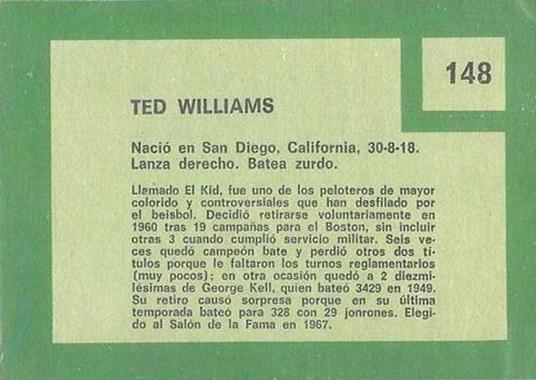 148
TED WILLIAMS
Nació en San Diego, California, 30-8-18.
Lanza derecho. Batea zurdo.
Llamado El Kid, fue uno de los peloteros de mayor
colorido y controversiales que han desfilado por
el beisbol. Decidió retirarse voluntariamente en
1960 tras 19 campañas para el Boston, sin incluir
otras 3 cuando cumplió servicio militar. Seis ve-
ces quedó campeón bate y perdió otros dos tí-
tulos porque le faltaron los turnos reglamentarios
(muy pocos); en otra ocasión quedó a 2 diezmi-
lésimas de George Kell, quien bateó 3429 en 1949.
Su retiro causó sorpresa porque en su última
temporada bateó para 328 con 29 jonrones. Elegi-
do al Salón de la Fama en 1967.